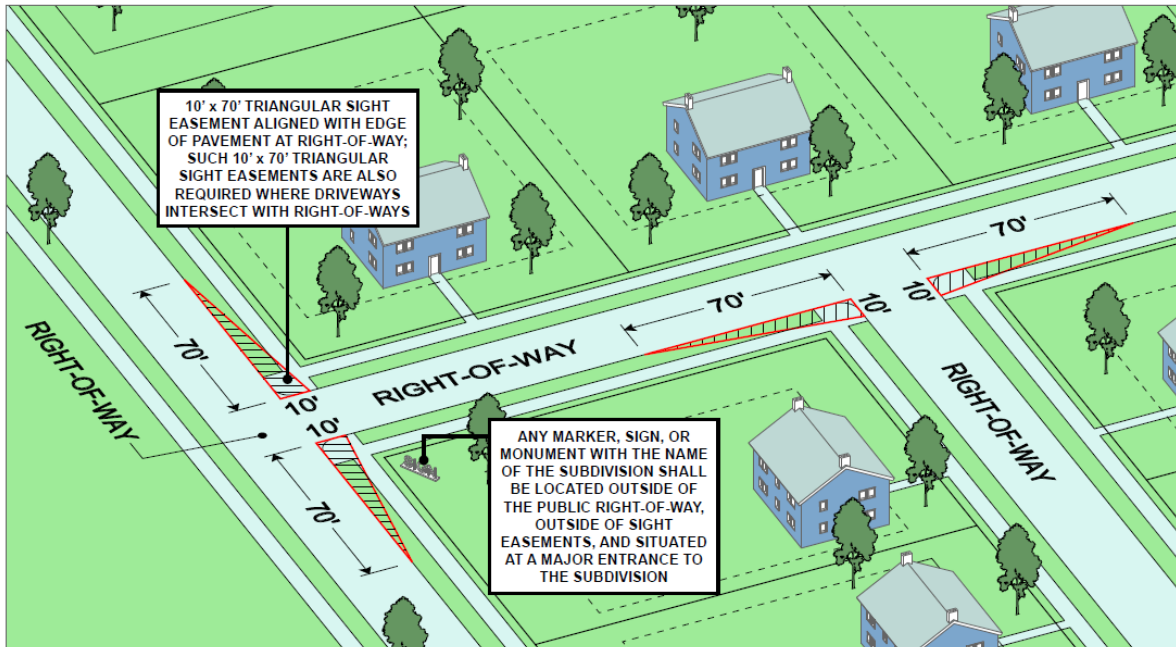 10' x 70' TRIANGULAR SIGHT
EASEMENT ALIGNED WITH EDGE
OF PAVEMENT AT RIGHT-OF-WAY;
SUCH 10' x 70' TRIANGULAR
SIGHT EASEMENTS ARE ALSO
REQUIRED WHERE DRIVEWAYS
INTERSECT WITH RIGHT-OF-WAYS
70'
10'
70'
10'
70'
RIGHT-OF-WAY
RIGHT-OF-WAY
10'
10'
70'
RIGHT-OF-WAY
SIGN
ANY MARKER, SIGN, OR
MONUMENT WITH THE NAME
OF THE SUBDIVISION SHALL
BE LOCATED OUTSIDE OF
THE PUBLIC RIGHT-OF-WAY,
OUTSIDE OF SIGHT
EASEMENTS, AND SITUATED
AT A MAJOR ENTRANCE TO
THE SUBDIVISION